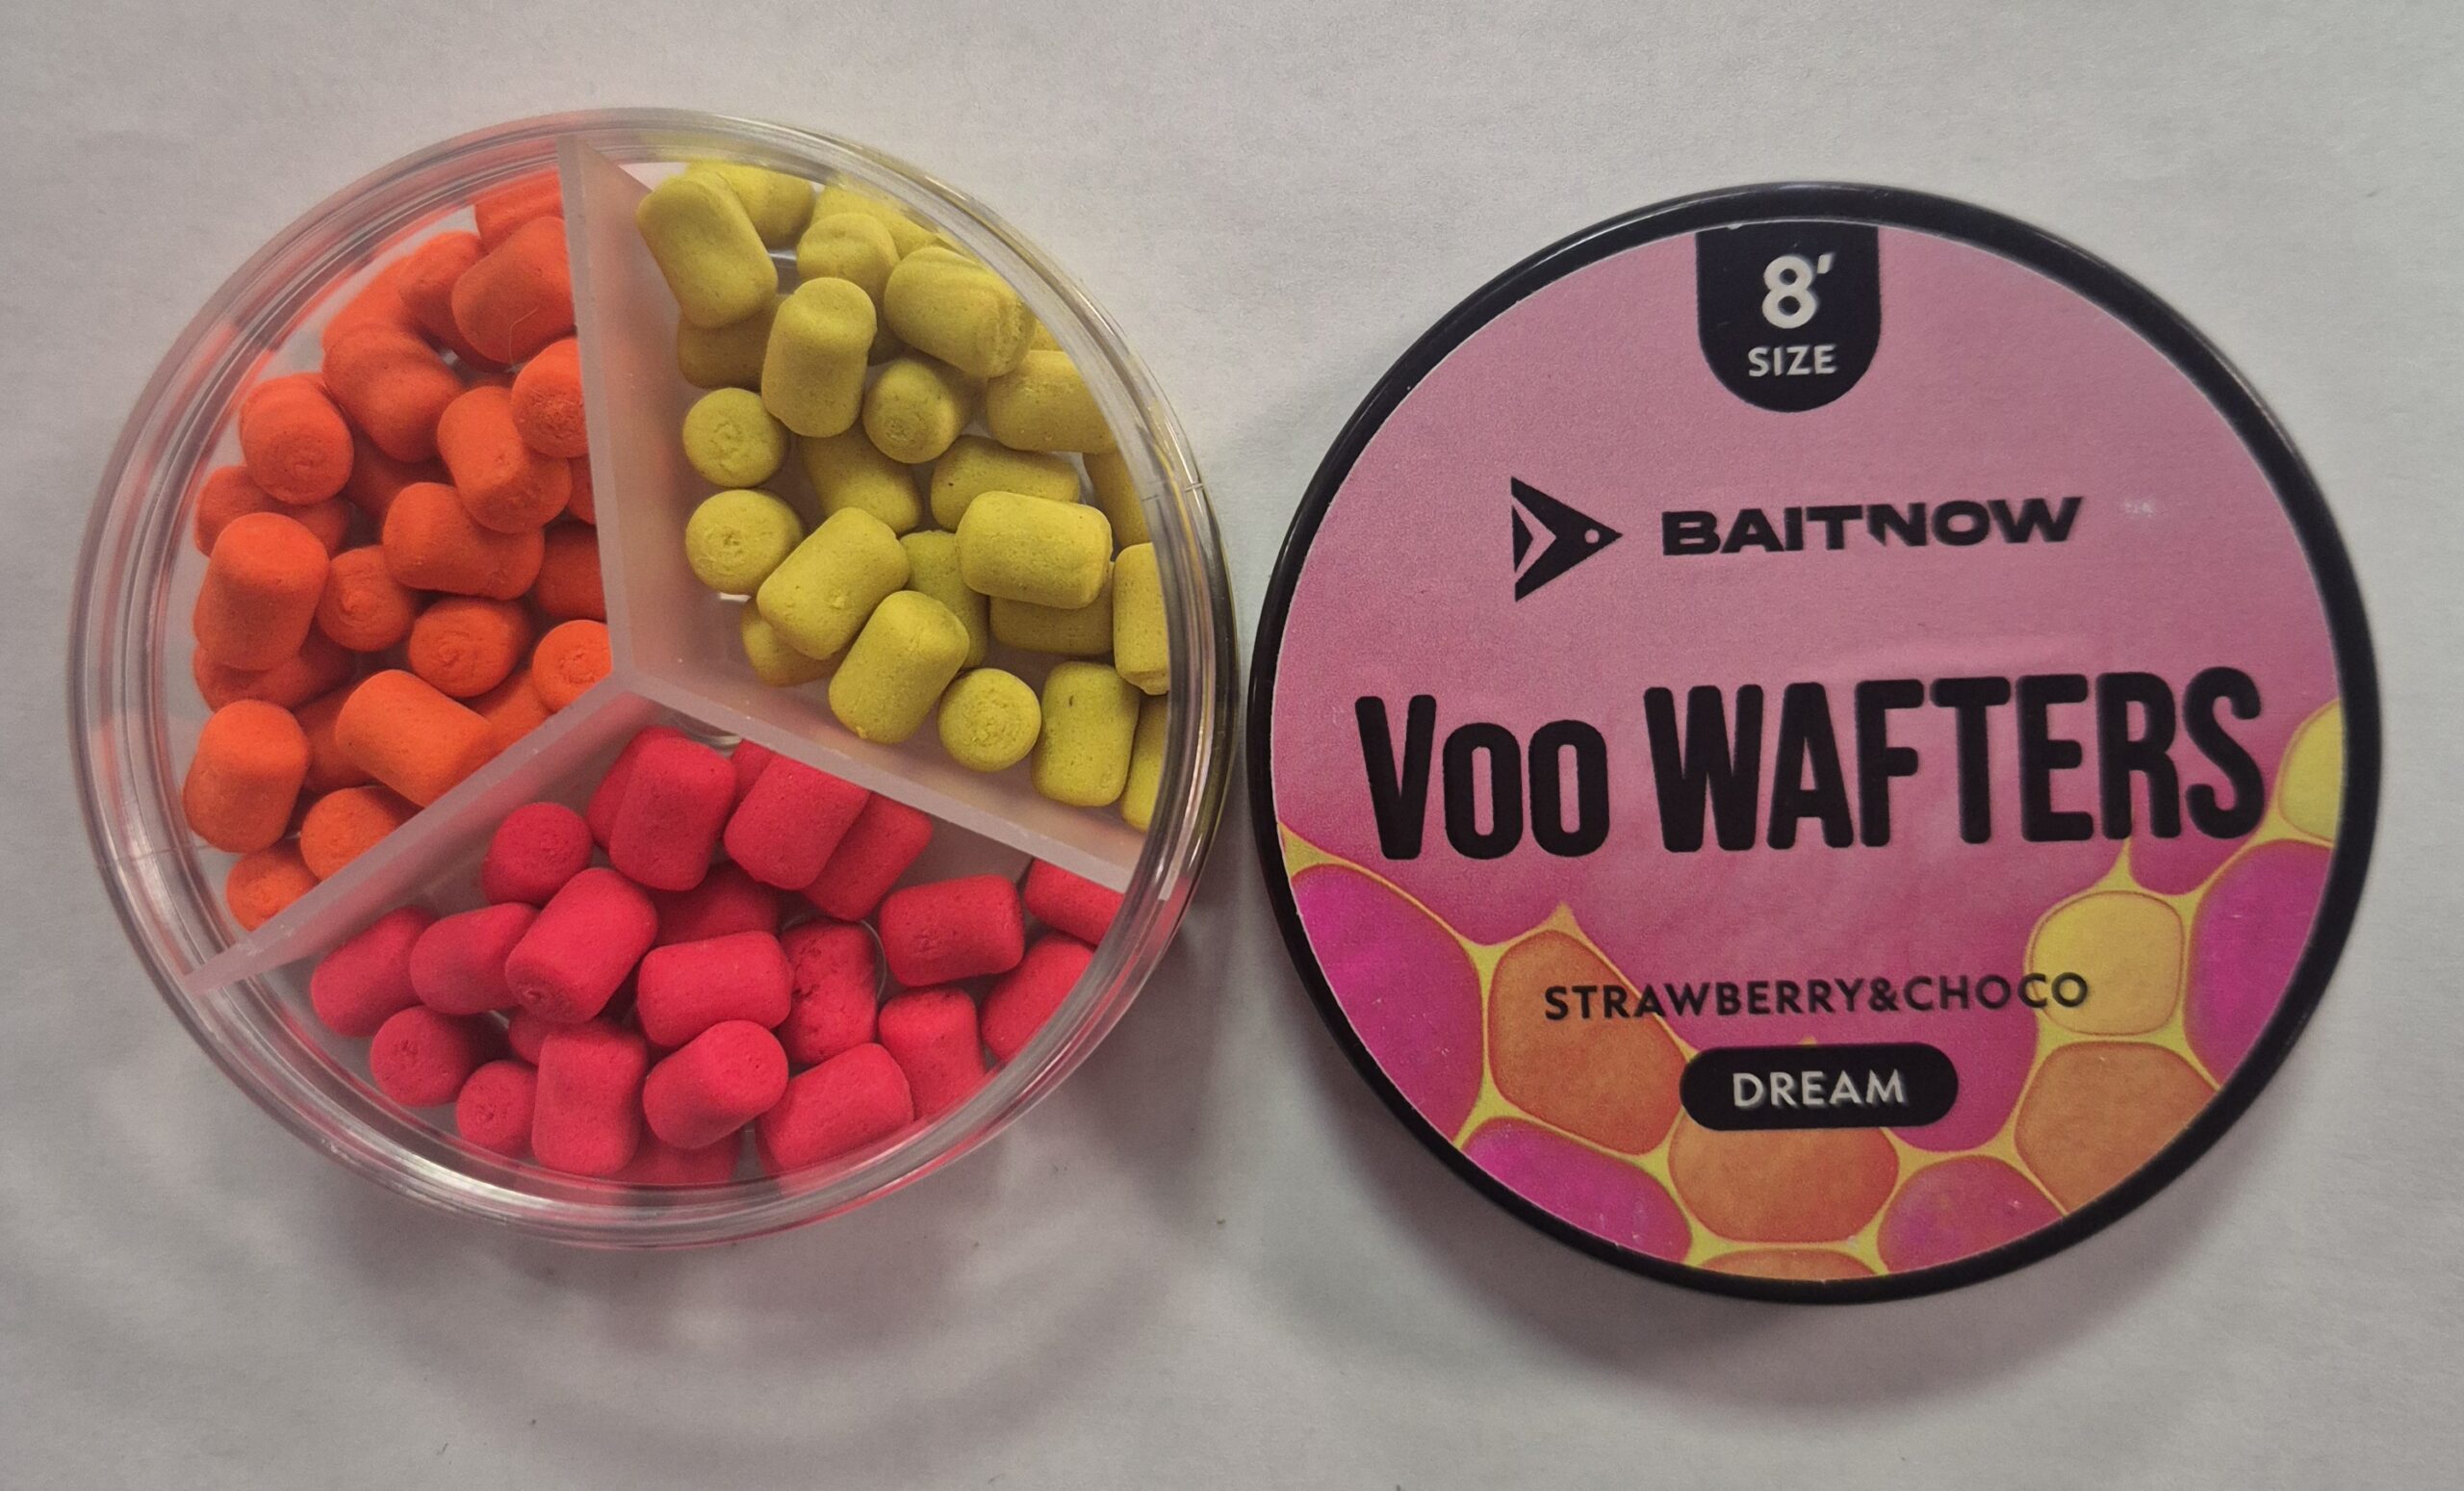 8'
SIZE
BAITNOW
Voo WAFTERS
STRAWBERRY&CHOCO
DREAM